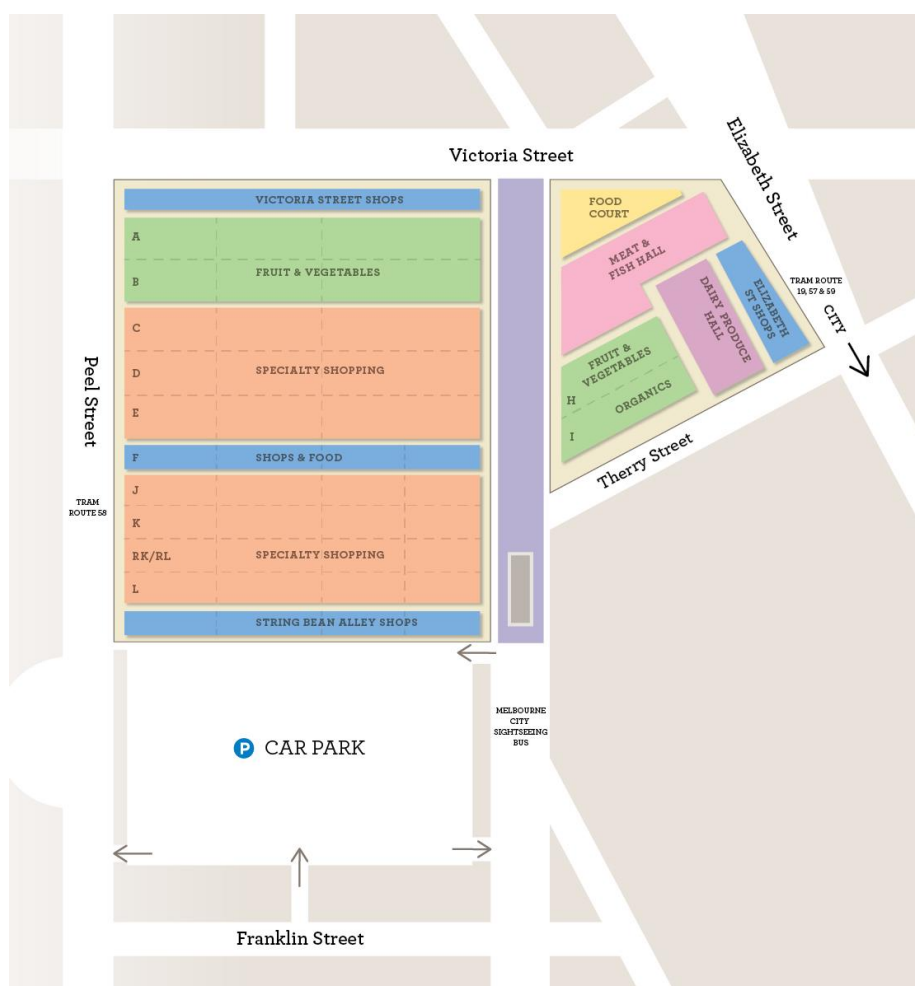 Victoria Street
Elizabeth Street
VICTORIA STREET SHOPS
A
B
FRUIT & VEGETABLES
C
D
SPECIALTY SHOPPING
E
F
SHOPS & FOOD
J
K
RK/RL
SPECIALTY SHOPPING
L
STRING BEAN ALLEY SHOPS
Peel Street
TRAM
ROUTE 58
FOOD
COURT
MEAT &
FISH HALL
DAIRY PRODUCE
HALL
ELIZABETH
ST SHOPS
TRAM ROUTE
19, 57 & 59
CITY
FRUIT &
VEGETABLES
H
ORGANICS
I
Therry Street
MELBOURNE
CITY
SIGHTSEEING
BUS
P CAR PARK
Franklin Street